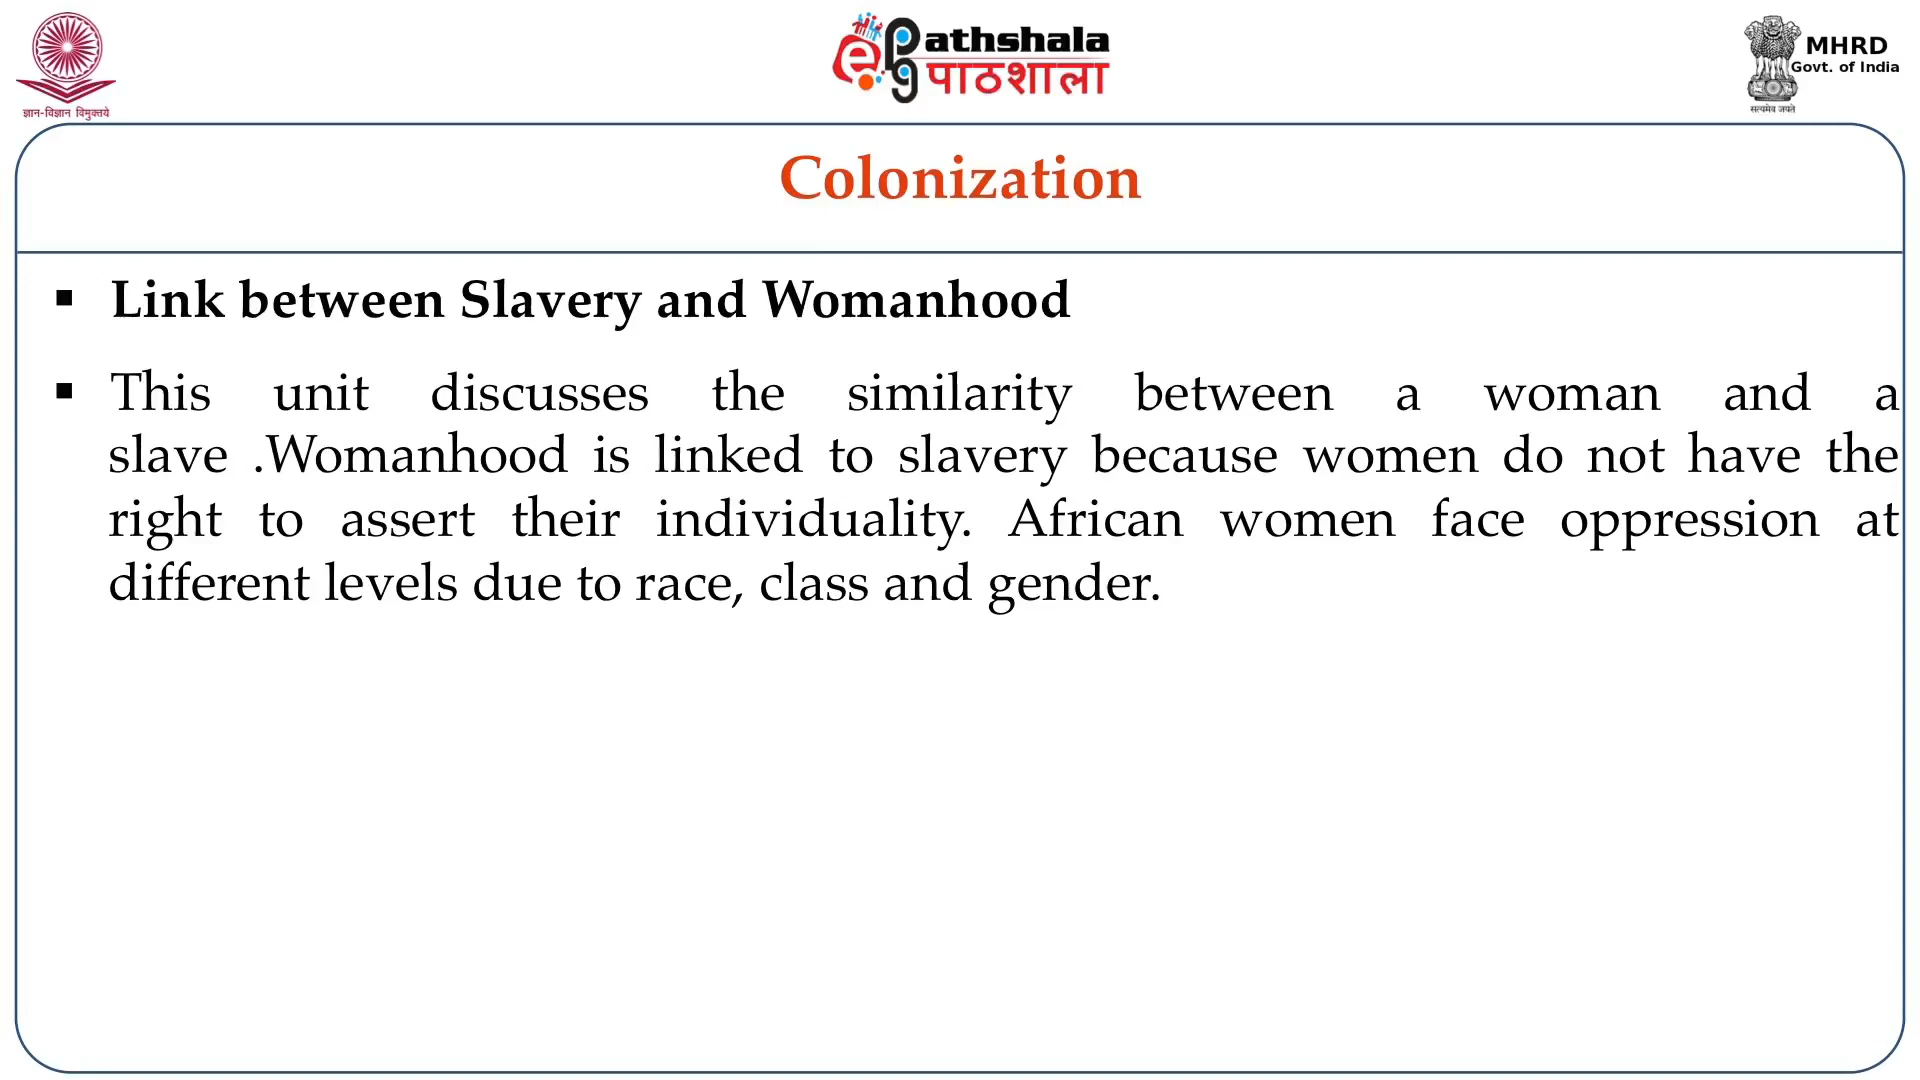 ज्ञान-विज्ञान विमुक्तये
ePathshala
पाठशाला
MHRD
Govt. of India
सत्यमेव जयते
Colonization
▪ Link between Slavery and Womanhood
▪ This unit discusses the similarity between a woman and a
slave .Womanhood is linked to slavery because women do not have the
right to assert their individuality. African women face oppression at
different levels due to race, class and gender.